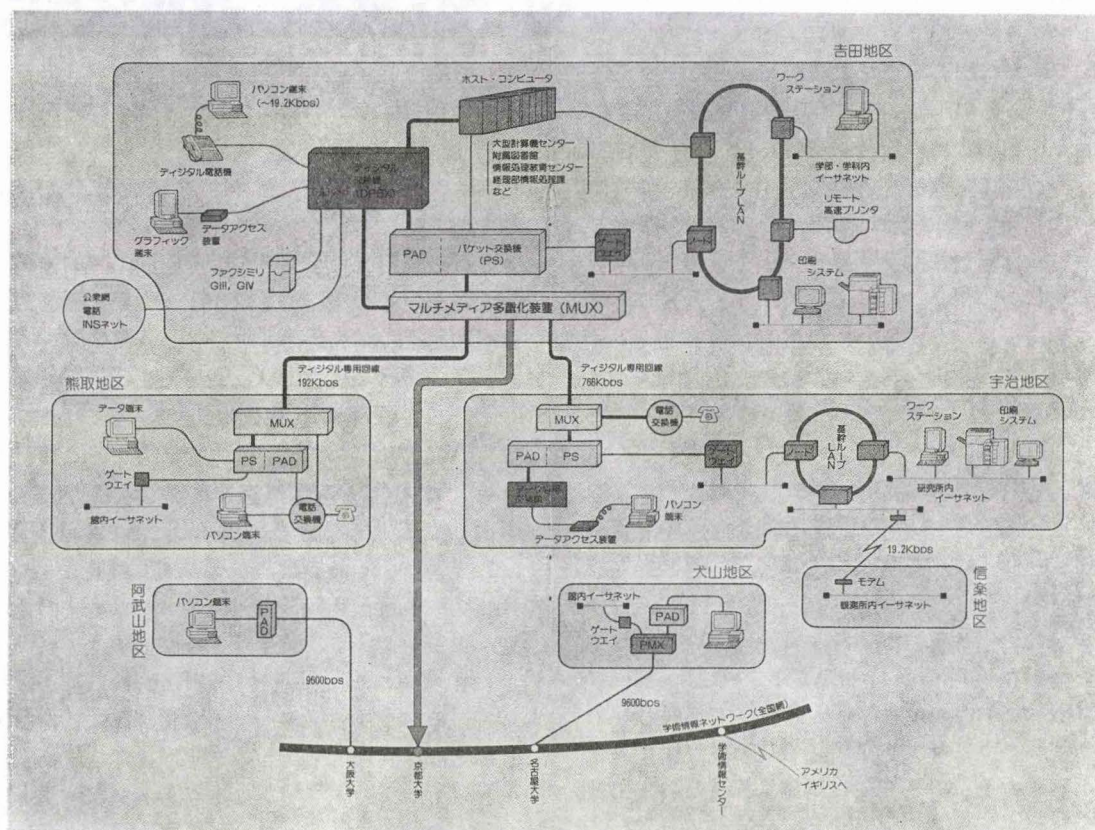 吉田地区
パソコン端末
(~19.2Kbps)
ディジタル電話機
グラフィック
端末
データアクセス
装置
ファクシミリ
GIII, GIV
公衆網
電話
INSネット
ディジタル
交換機
(DPBX)
ホスト・コンピュータ
大型計算機センター
附属図書館
情報処理教育センター
経理部情報処理課
など
PAD
パケット交換機
(PS)
マルチメディア多重化装置(MUX)
ゲート
ウエイ
ノード
基幹ループLAN
ワーク
ステーション
学部・学科内
イーサネット
リモート
高速プリンタ
印刷
システム
ディジタル専用回線
192Kbps
ディジタル専用回線
768Kbps
熊取地区
データ端末
MUX
PS
PAD
ゲート
ウエイ
館内イーサネット
パソコン端末
電話
交換機
宇治地区
MUX
電話
交換機
PAD
PS
データアクセス装置
パソコン
端末
ゲート
ウエイ
ノード
基幹ループ
LAN
ワーク
ステーション
印刷
システム
研究所内
イーサネット
19.2Kbps
信楽地区
モデム
観測所内イーサネット
阿武山地区
パソコン端末
PAD
9600bps
犬山地区
館内イーサネット
ゲート
ウエイ
PAD
PMX
9600bps
学術情報ネットワーク(全国網)
大阪大学
京都大学
名古屋大学
学術情報センター
アメリカ
イギリスへ